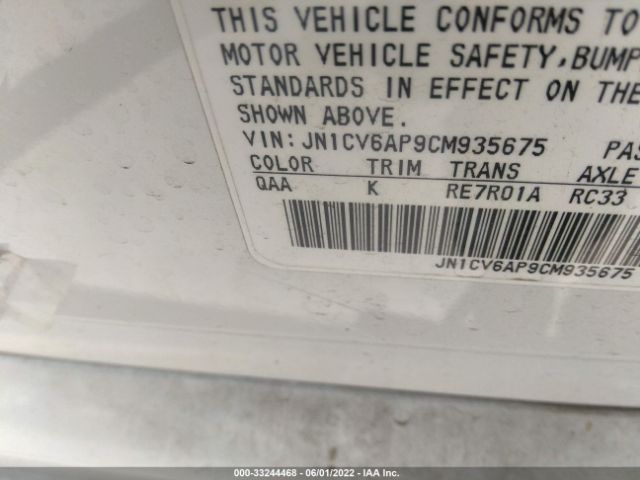 THIS VEHICLE CONFORMS TO
MOTOR VEHICLE SAFETY, BUMP
STANDARDS IN EFFECT ON THE
SHOWN ABOVE.
VIN: JN1CV6AP9CM935675 PAS
COLOR TRIM TRANS AXLE
QAA K RE7R01A RC33
JN1CV6AP9CM935675
000-33244468 - 06/01/2022 - IAA Inc.